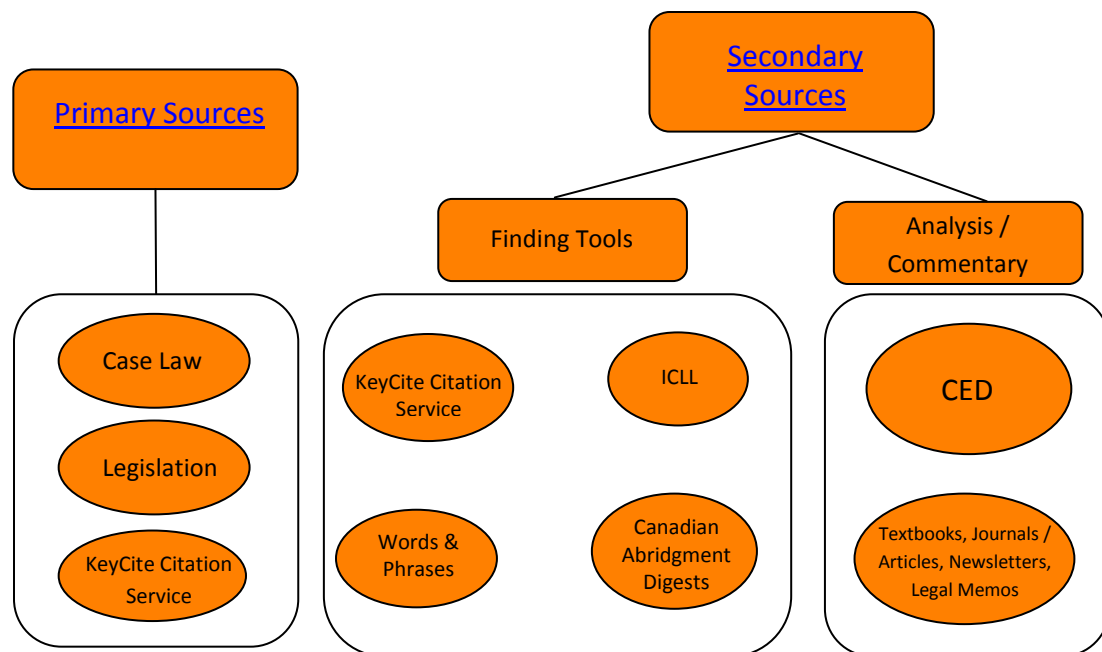 Primary Sources
Secondary
Sources
Finding Tools
Analysis /
Commentary
Case Law
Legislation
KeyCite Citation
Service
KeyCite Citation
Service
ICLL
Words &
Phrases
Canadian
Abridgment
Digests
CED
Textbooks, Journals /
Articles, Newsletters,
Legal Memos